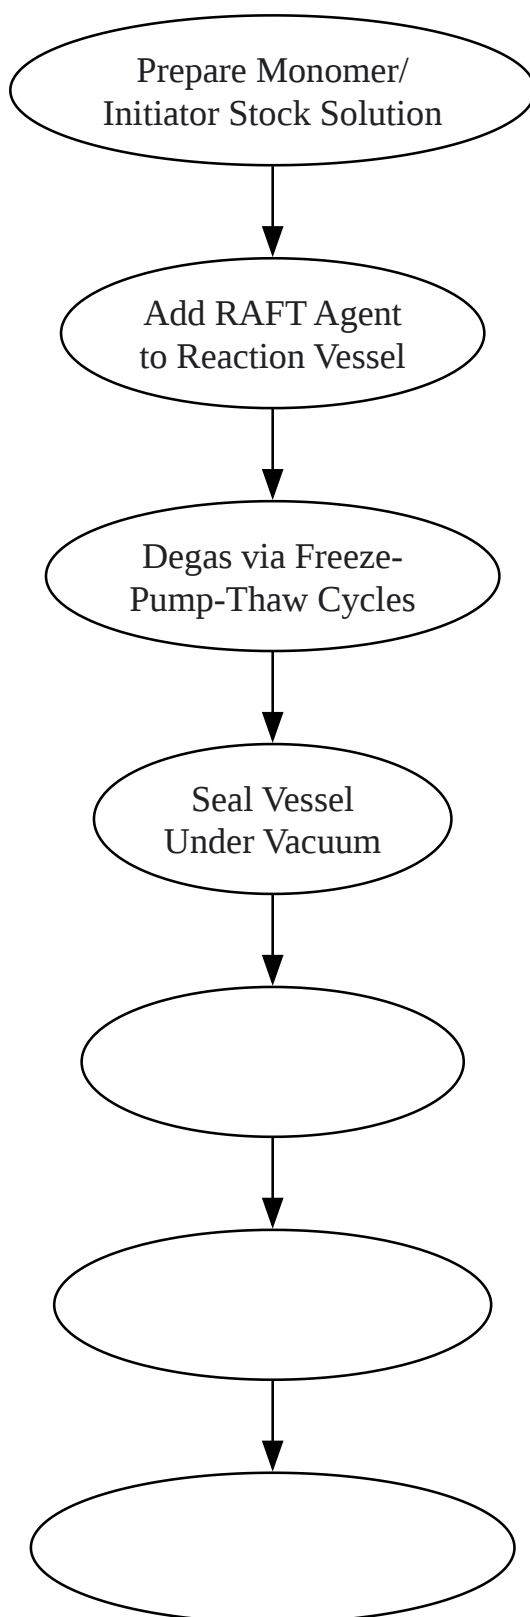 Prepare Monomer/
Initiator Stock Solution
Add RAFT Agent
to Reaction Vessel
Degas via Freeze-
Pump-Thaw Cycles
Seal Vessel
Under Vacuum